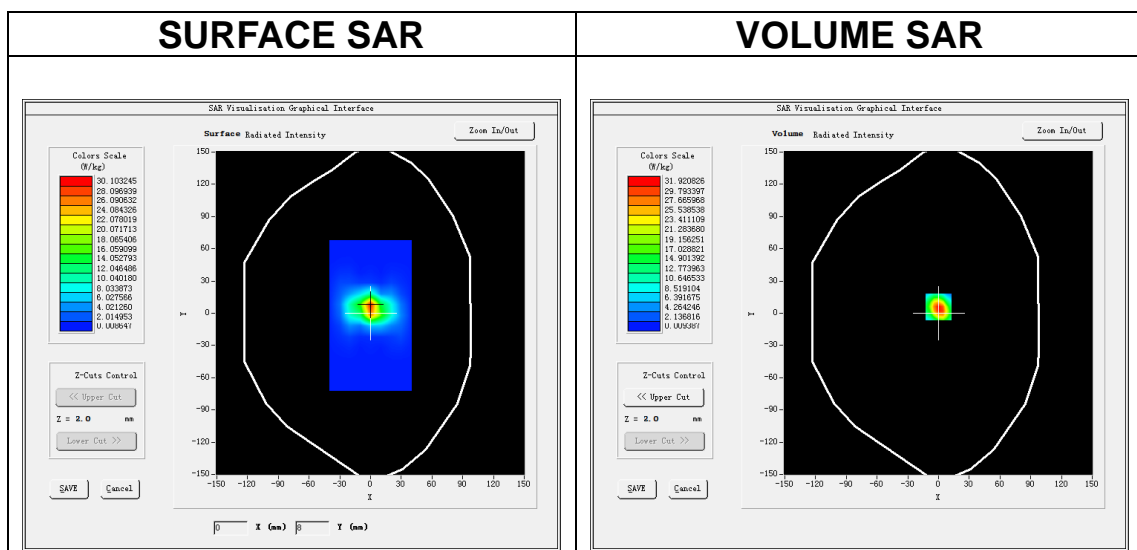 SURFACE SAR
VOLUME SAR
SAR Visualisation Graphical Interface
Surface Radiated Intensity
Zoom In/Out
Colors Scale
(W/kg)
30.103245
28.096939
26.090632
24.084326
22.078019
20.071713
18.065406
16.059099
14.052793
12.046486
10.040180
8.033873
6.027566
4.021260
2.014953
0.008647
Z-Cuts Control
<< Upper Cut
Z = 2.0 mm
Lower Cut >>
SAVE Cancel
150
120
90
60
30
0
-30
-60
-90
-120
-150
Y
-150 -120 -90 -60 -30 0 30 60 90 120 150
X
0 X (mm) 8 Y (mm)
SAR Visualisation Graphical Interface
Volume Radiated Intensity
Zoom In/Out
Colors Scale
(W/kg)
31.920826
29.793397
27.665968
25.538538
23.411109
21.283680
19.156251
17.028821
14.901392
12.773963
10.646533
8.519104
6.391675
4.264246
2.136816
0.009387
Z-Cuts Control
<< Upper Cut
Z = 2.0 mm
Lower Cut >>
SAVE Cancel
150
120
90
60
30
0
-30
-60
-90
-120
-150
Y
-150 -120 -90 -60 -30 0 30 60 90 120 150
X